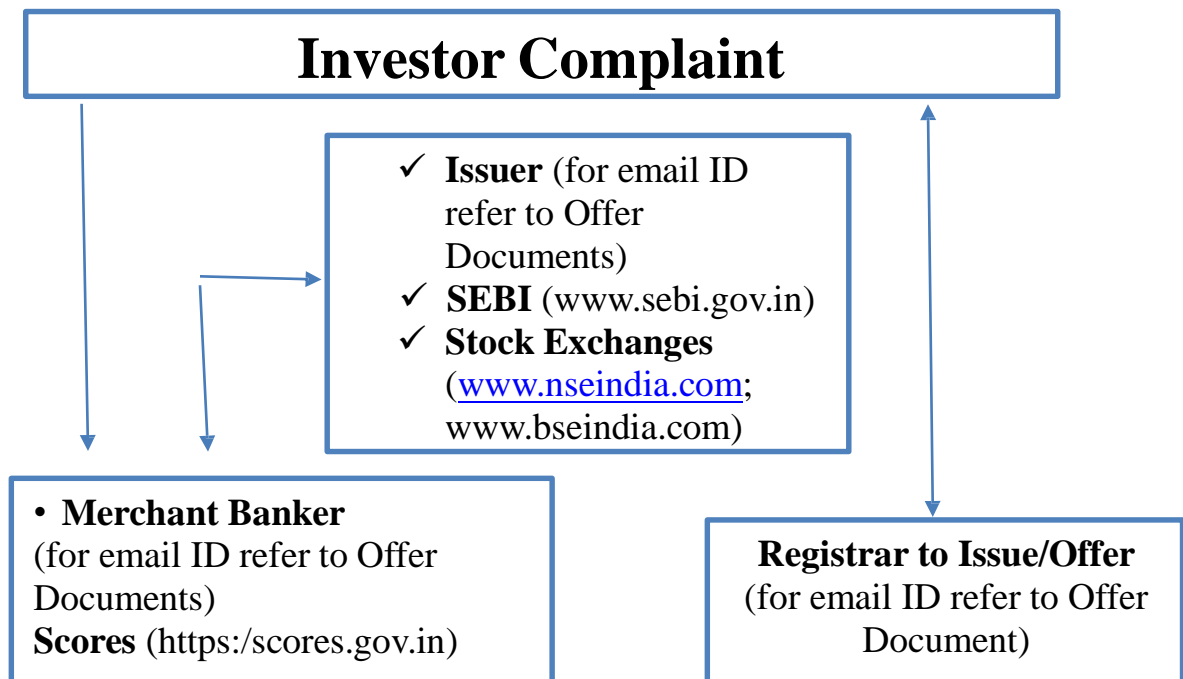 Investor Complaint
✓ Issuer (for email ID
refer to Offer
Documents)
✓ SEBI (www.sebi.gov.in)
✓ Stock Exchanges
(www.nseindia.com;
www.bseindia.com)
• Merchant Banker
(for email ID refer to Offer
Documents)
Scores (https:/scores.gov.in)
Registrar to Issue/Offer
(for email ID refer to Offer
Document)